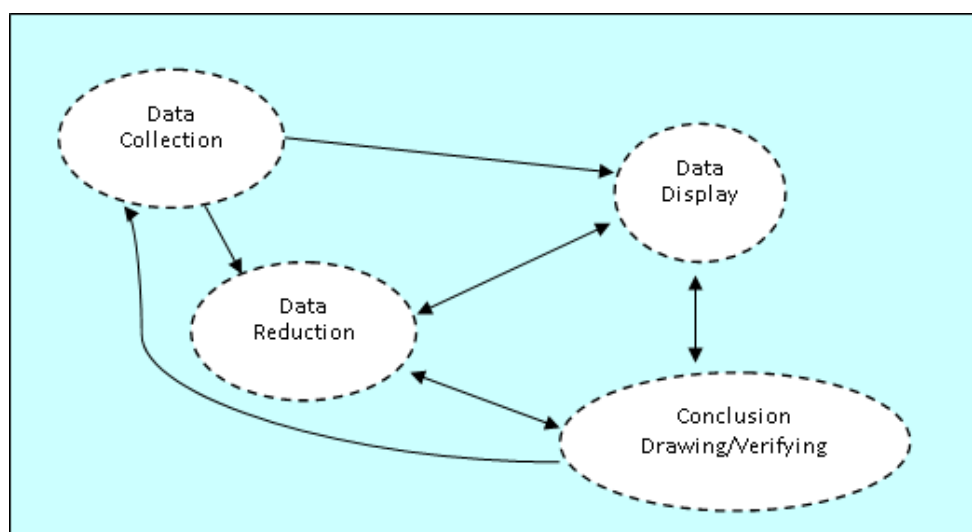 Data
Collection
Data
Display
Data
Reduction
Conclusion
Drawing/Verifying